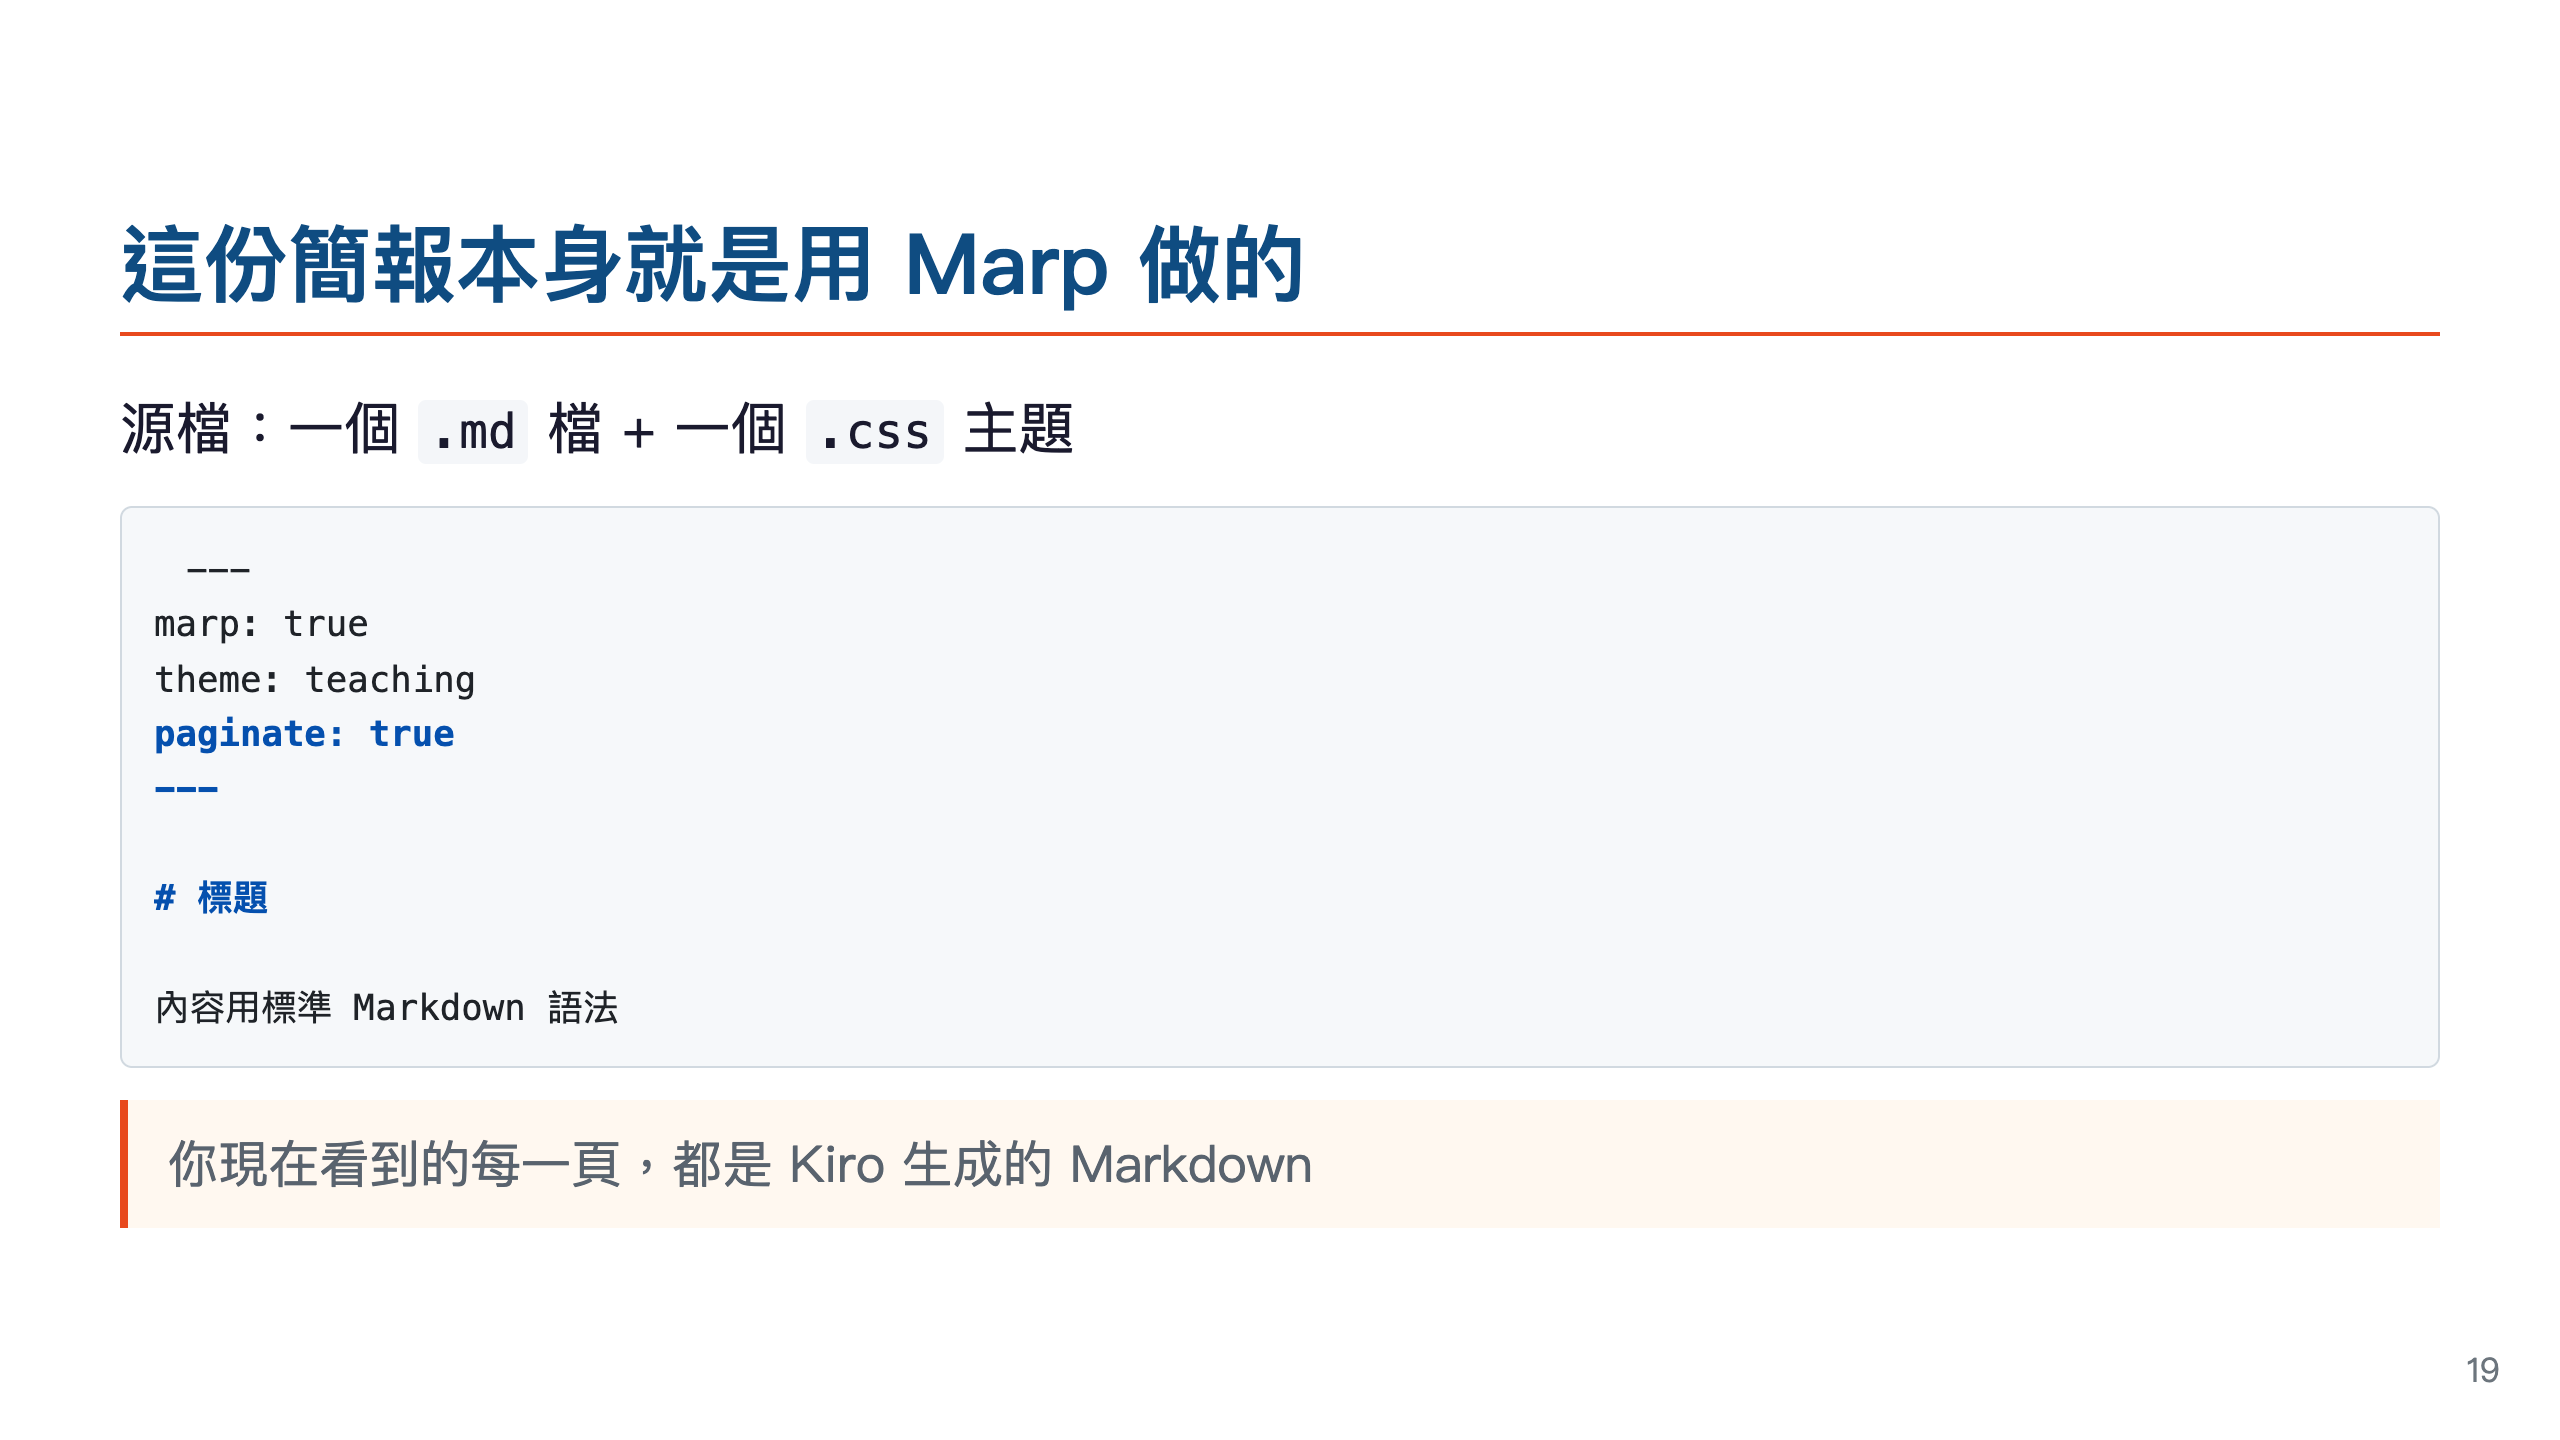 這份簡報本身就是用 Marp 做的
源檔：一個 .md 檔 + 一個 .css 主題
---
marp: true
theme: teaching
paginate: true
---
# 標題
內容用標準 Markdown 語法
你現在看到的每一頁，都是 Kiro 生成的 Markdown
19